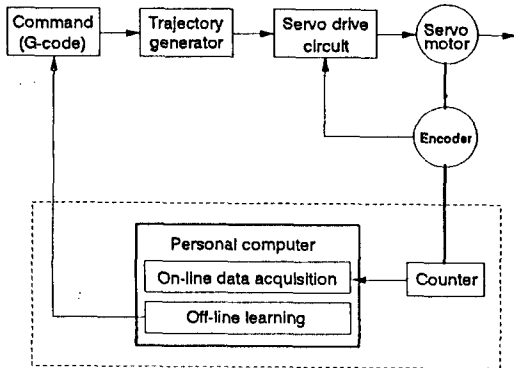 Command
(G-code)
Trajectory
generator
Servo drive
circuit
Servo
motor
Encoder
Personal computer
On-line data acquisition
Off-line learning
Counter